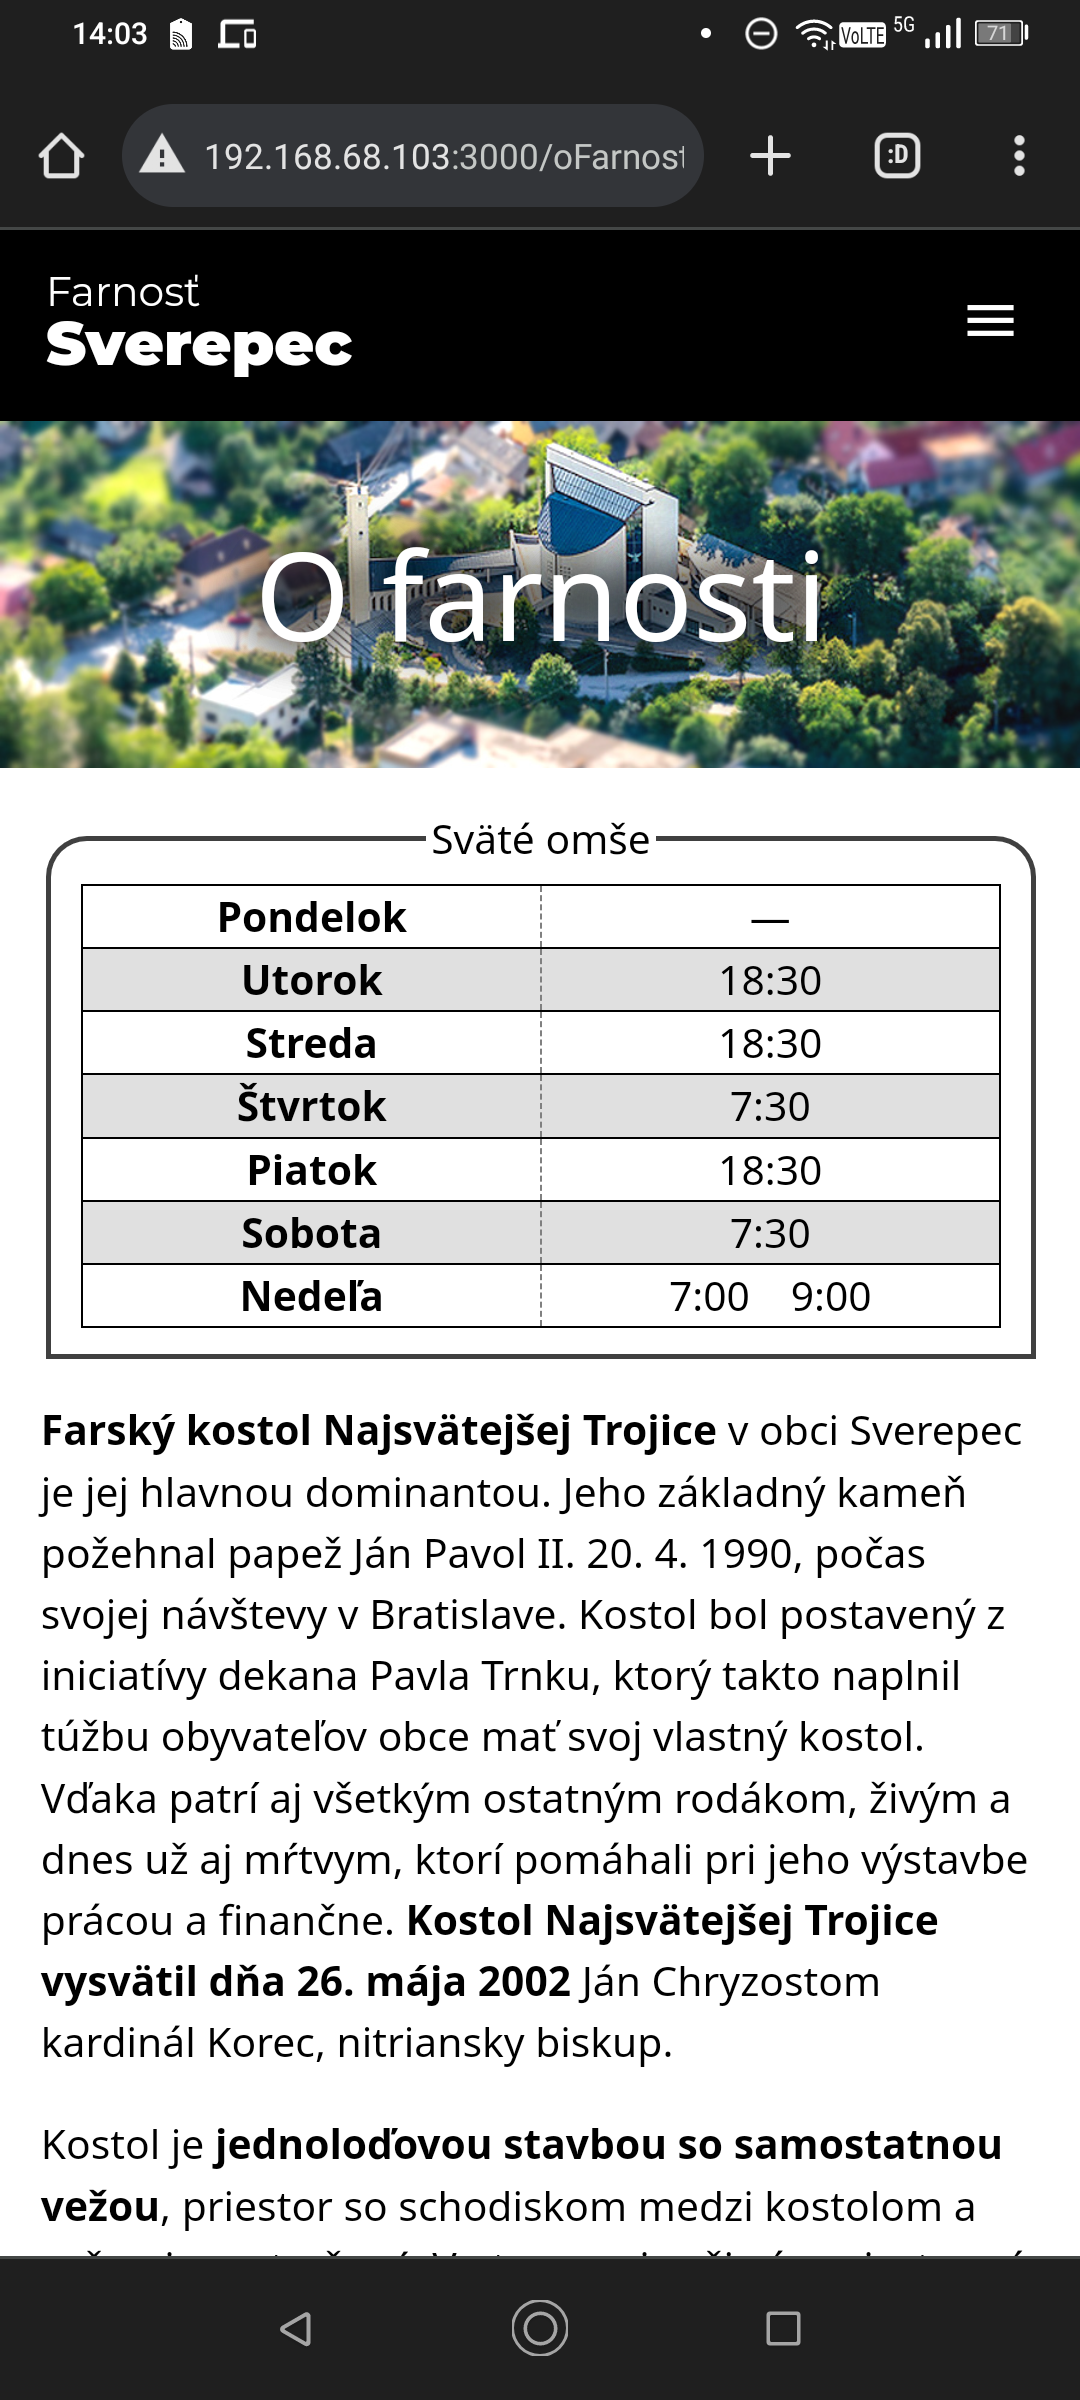 14:03 VoLTE 5G 71
192.168.68.103:3000/oFarnost :D
Farnosť
Sverepec
O farnosti
Sväté omše
Pondelok —
Utorok 18:30
Streda 18:30
Štvrtok 7:30
Piatok 18:30
Sobota 7:30
Nedeľa 7:00 9:00
Farský kostol Najsvätejšej Trojice v obci Sverepec
je jej hlavnou dominantou. Jeho základný kameň
požehnal papež Ján Pavol II. 20. 4. 1990, počas
svojej návštevy v Bratislave. Kostol bol postavený z
iniciatívy dekana Pavla Trnku, ktorý takto naplnil
túžbu obyvateľov obce mať svoj vlastný kostol.
Vďaka patrí aj všetkým ostatným rodákom, živým a
dnes už aj mŕtvym, ktorí pomáhali pri jeho výstavbe
prácou a finančne. Kostol Najsvätejšej Trojice
vysvätil dňa 26. mája 2002 Ján Chryzostom
kardinál Korec, nitriansky biskup.
Kostol je jednoloďovou stavbou so samostatnou
vežou, priestor so schodiskom medzi kostolom a